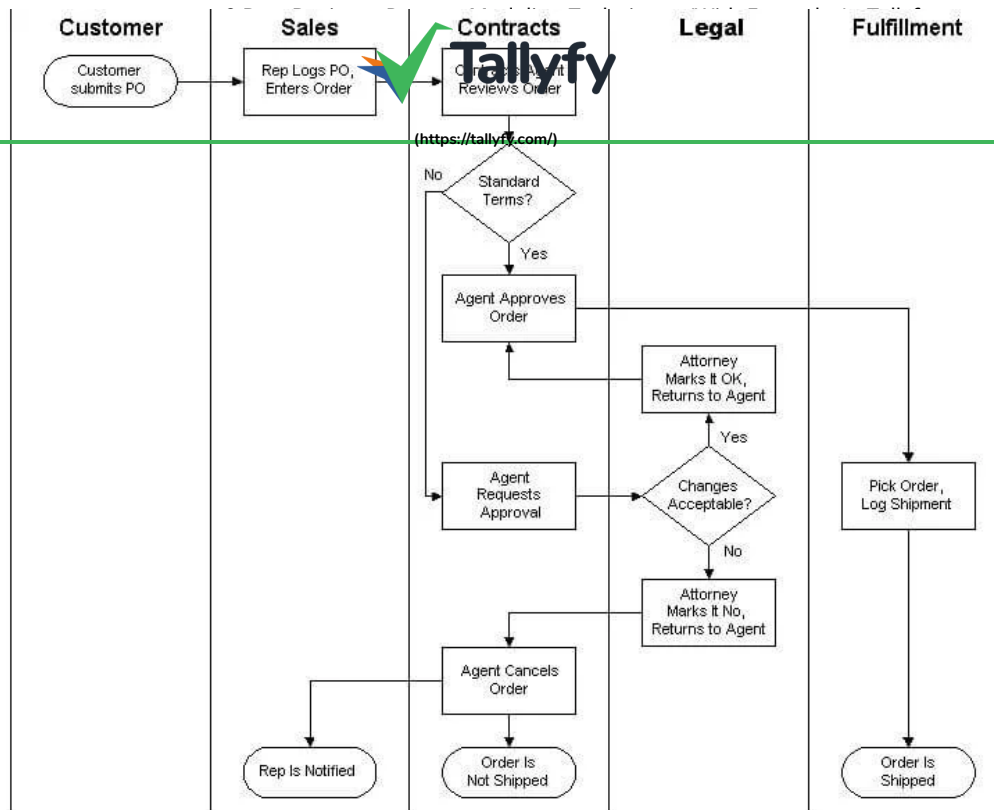 Customer
Sales
Contracts
Legal
Fulfillment
Customer
submits PO
Rep Logs PO,
Enters Order
Tallyfy
Reviews Order
(https://tallyfy.com/)
No
Standard
Terms?
Yes
Agent Approves
Order
Attorney
Marks It OK,
Returns to Agent
Yes
Agent
Requests
Approval
Changes
Acceptable?
Pick Order,
Log Shipment
No
Attorney
Marks It No,
Returns to Agent
Agent Cancels
Order
Rep Is Notified
Order Is
Not Shipped
Order Is
Shipped